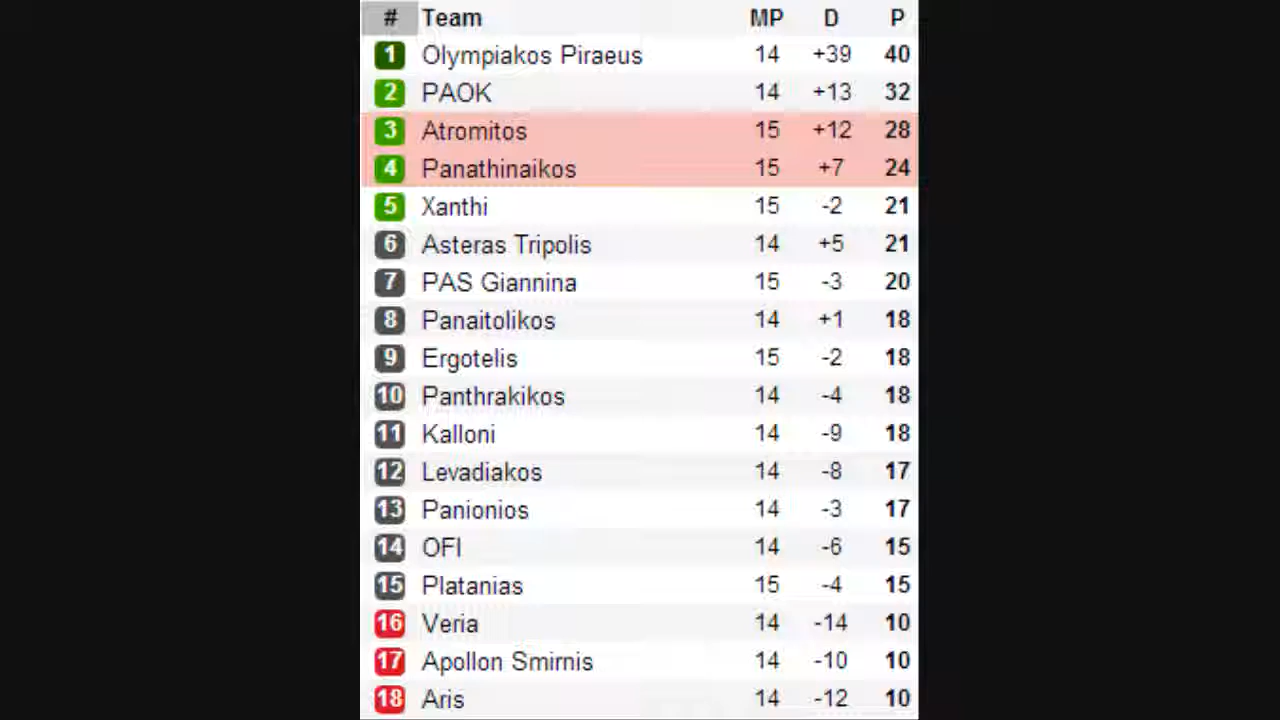 # Team MP D P
1 Olympiakos Piraeus 14 +39 40
2 PAOK 14 +13 32
3 Atromitos 15 +12 28
4 Panathinaikos 15 +7 24
5 Xanthi 15 -2 21
6 Asteras Tripolis 14 +5 21
7 PAS Giannina 15 -3 20
8 Panaitolikos 14 +1 18
9 Ergotelis 15 -2 18
10 Panthrakikos 14 -4 18
11 Kalloni 14 -9 18
12 Levadiakos 14 -8 17
13 Panionios 14 -3 17
14 OFI 14 -6 15
15 Platanias 15 -4 15
16 Veria 14 -14 10
17 Apollon Smirnis 14 -10 10
18 Aris 14 -12 10